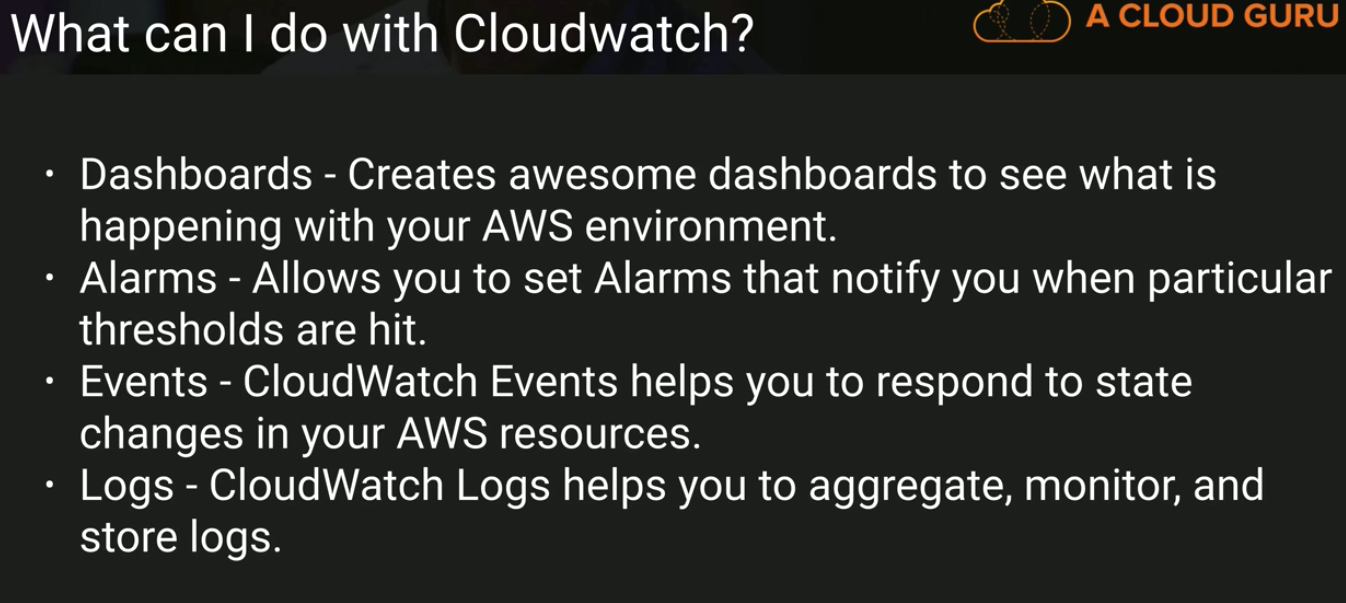 What can I do with Cloudwatch?
A CLOUD GURU
· Dashboards - Creates awesome dashboards to see what is
happening with your AWS environment.
· Alarms - Allows you to set Alarms that notify you when particular
thresholds are hit.
· Events - CloudWatch Events helps you to respond to state
changes in your AWS resources.
· Logs - CloudWatch Logs helps you to aggregate, monitor, and
store logs.